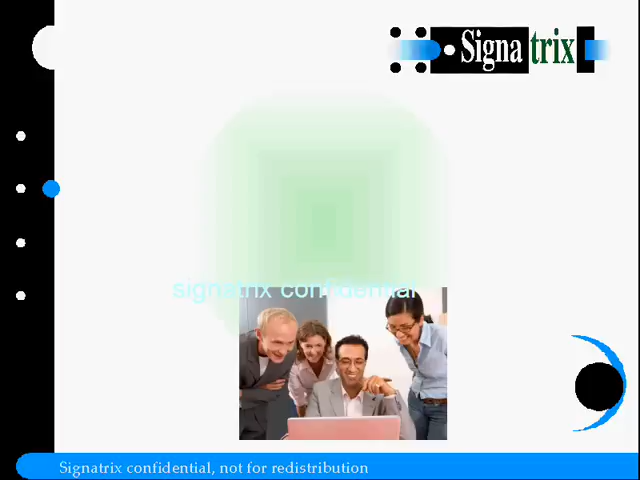 Signatrix
signatrix confidential
Signatrix confidential, not for redistribution